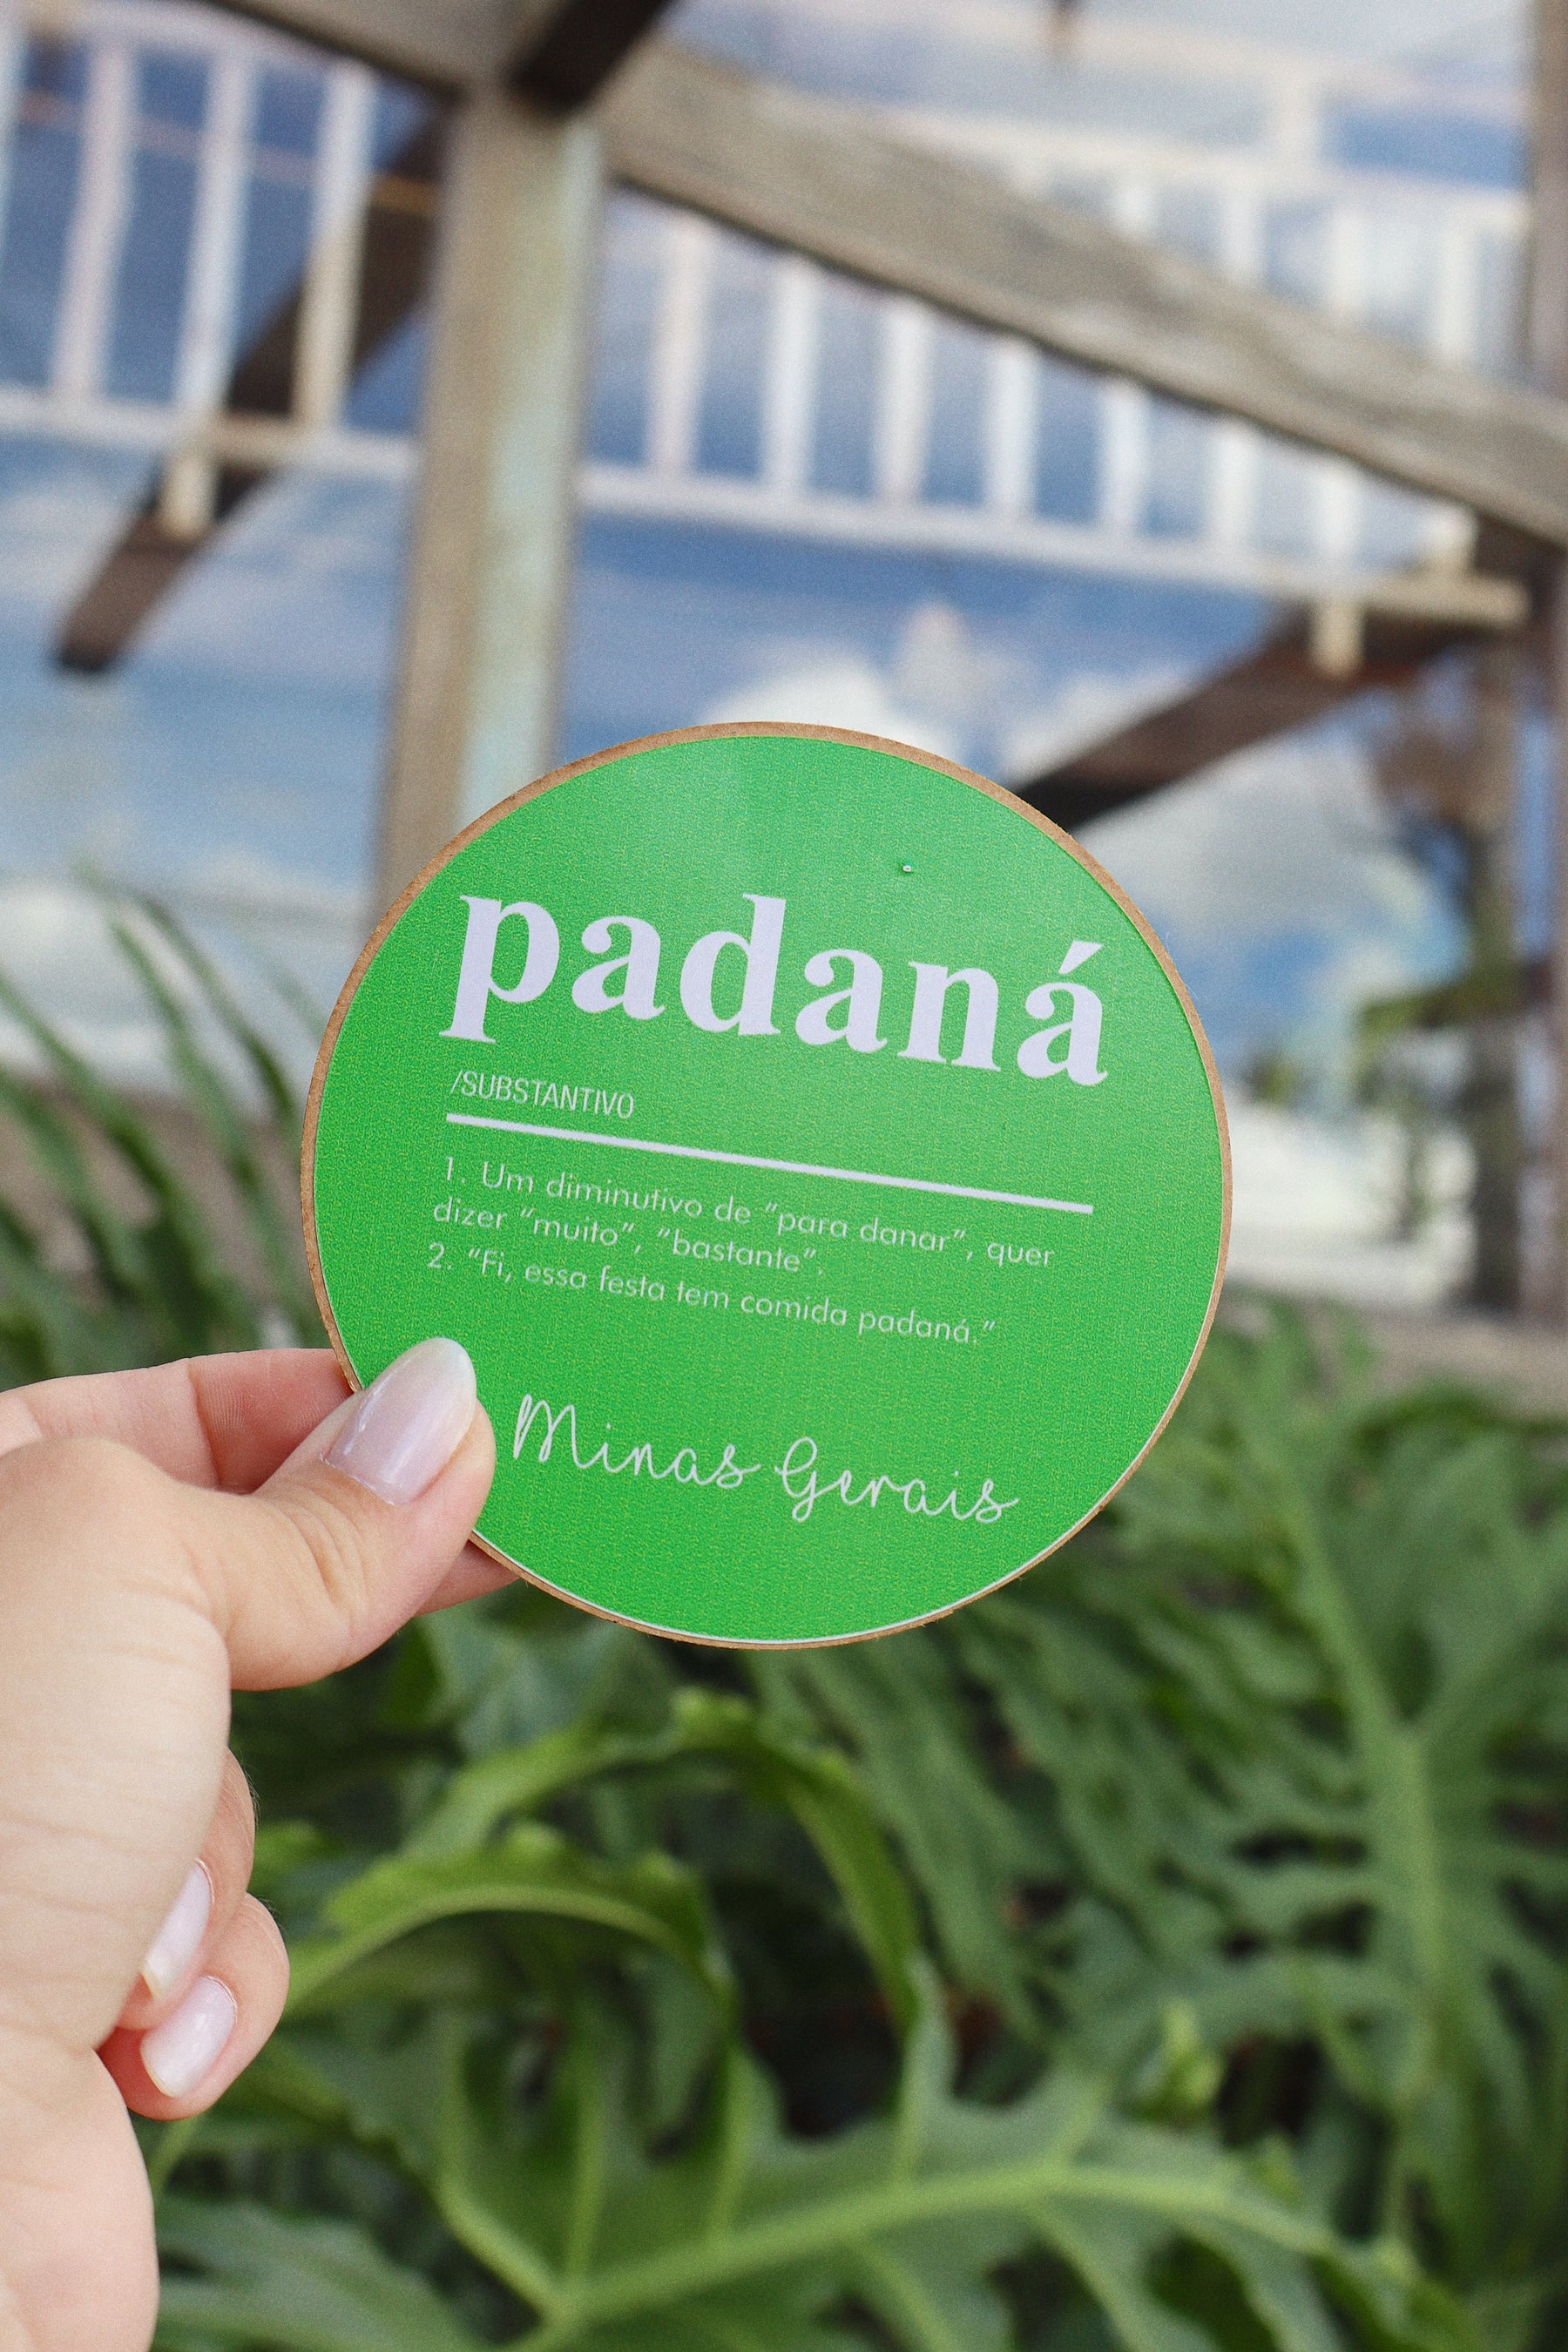 padaná
/SUBSTANTIVO
1. Um diminutivo de "para danar", quer
dizer "muito", "bastante".
2. "Fi, essa festa tem comida padaná."
Minas Gerais